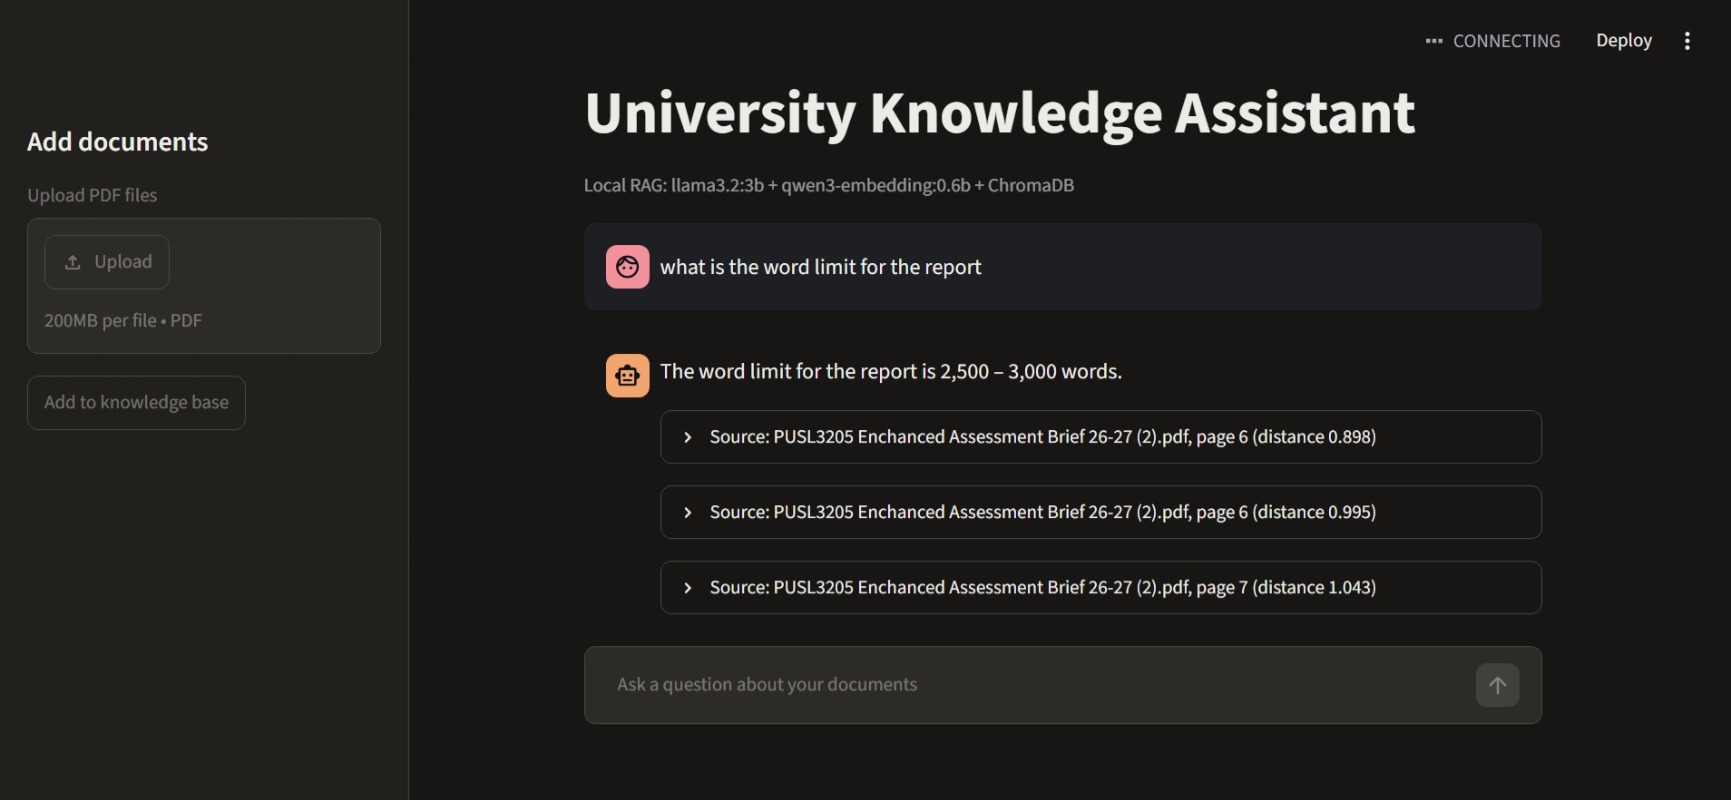 CONNECTING
Deploy
Add documents
Upload PDF files
Upload
200MB per file • PDF
Add to knowledge base
University Knowledge Assistant
Local RAG: llama3.2:3b + qwen3-embedding:0.6b + ChromaDB
what is the word limit for the report
The word limit for the report is 2,500 – 3,000 words.
Source: PUSL3205 Enchanced Assessment Brief 26-27 (2).pdf, page 6 (distance 0.898)
Source: PUSL3205 Enchanced Assessment Brief 26-27 (2).pdf, page 6 (distance 0.995)
Source: PUSL3205 Enchanced Assessment Brief 26-27 (2).pdf, page 7 (distance 1.043)
Ask a question about your documents